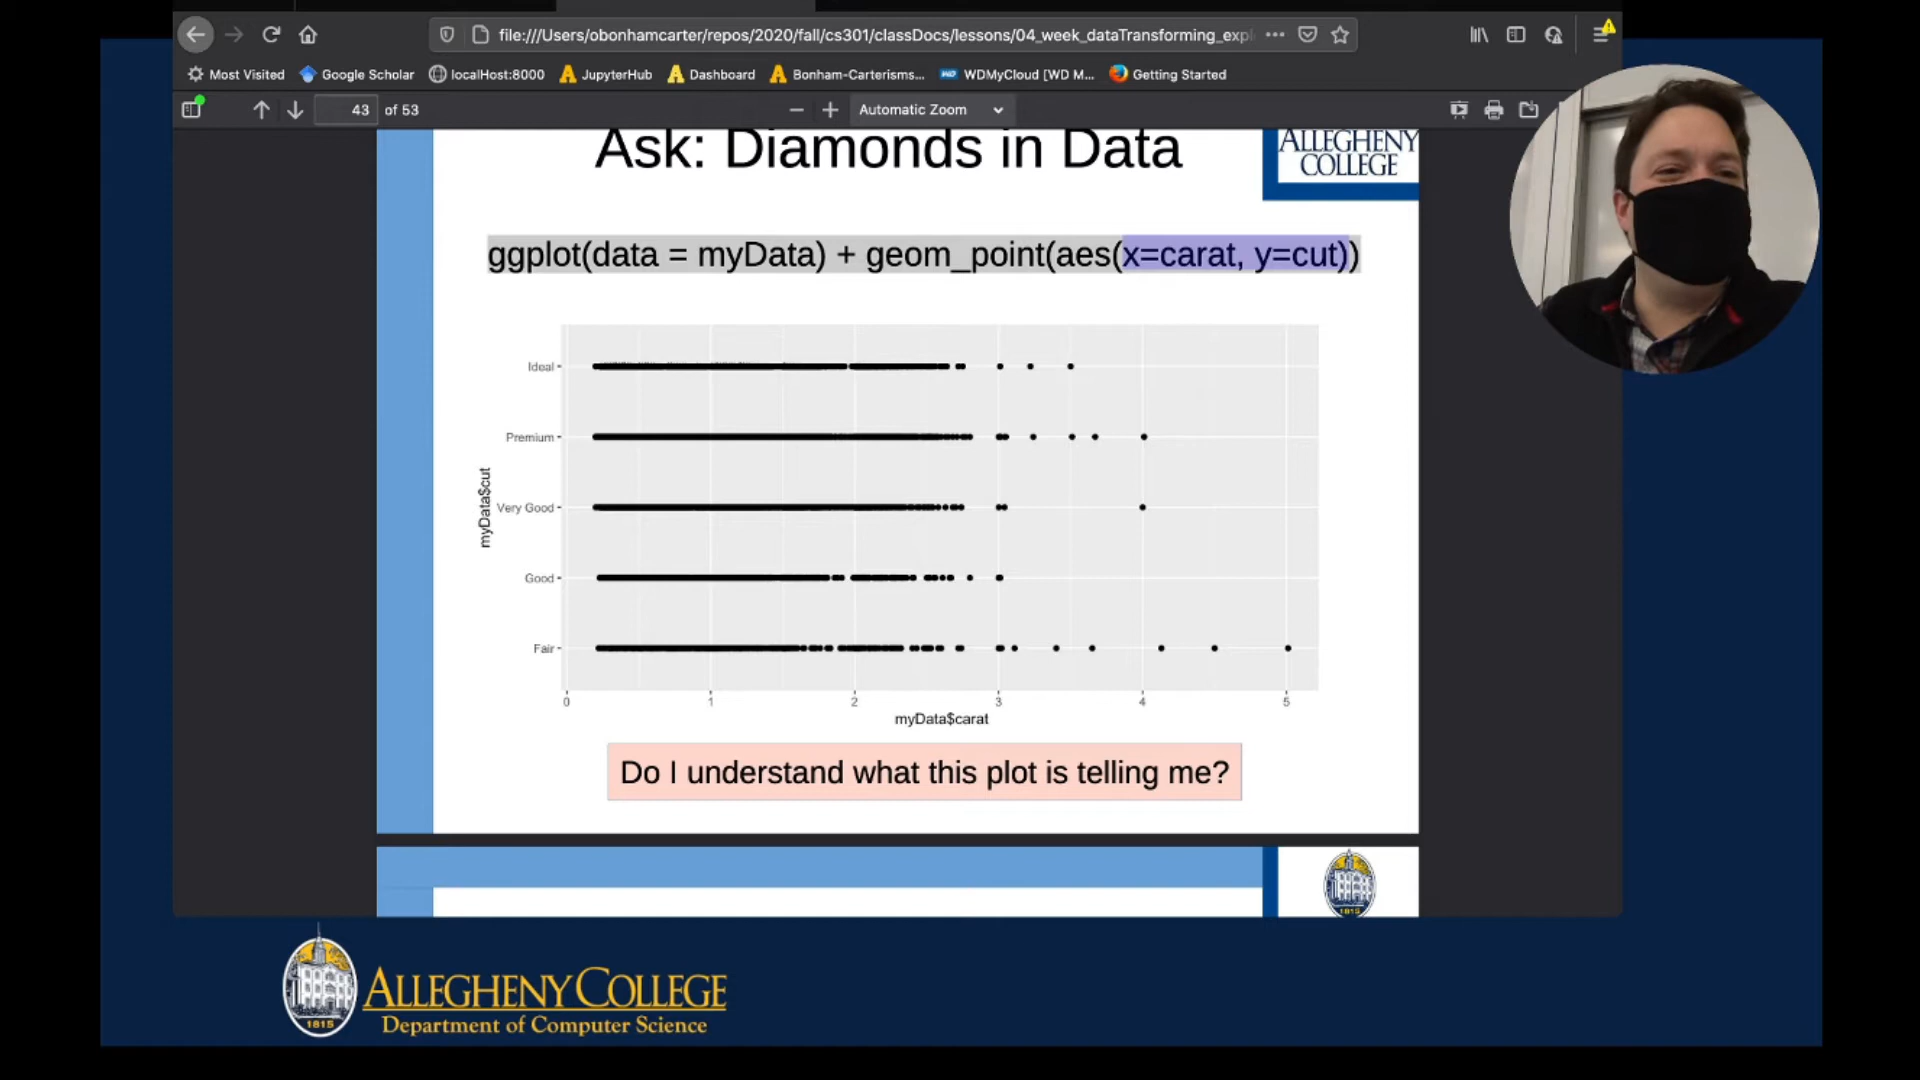 file:///Users/obonhamcarter/repos/2020/fall/cs301/classDocs/lessons/04_week_dataTransforming_expl
Most Visited Google Scholar localHost:8000 JupyterHub Dashboard Bonham-Carterisms... WDMyCloud [WD M... Getting Started
43 of 53 Automatic Zoom
Ask: Diamonds in Data
ALLEGHENY
COLLEGE
ggplot(data = myData) + geom_point(aes(x=carat, y=cut))
Ideal
Premium
Very Good
Good
Fair
myData$cut
0 1 2 3 4 5
myData$carat
Do I understand what this plot is telling me?
1815
1815
ALLEGHENY COLLEGE
Department of Computer Science